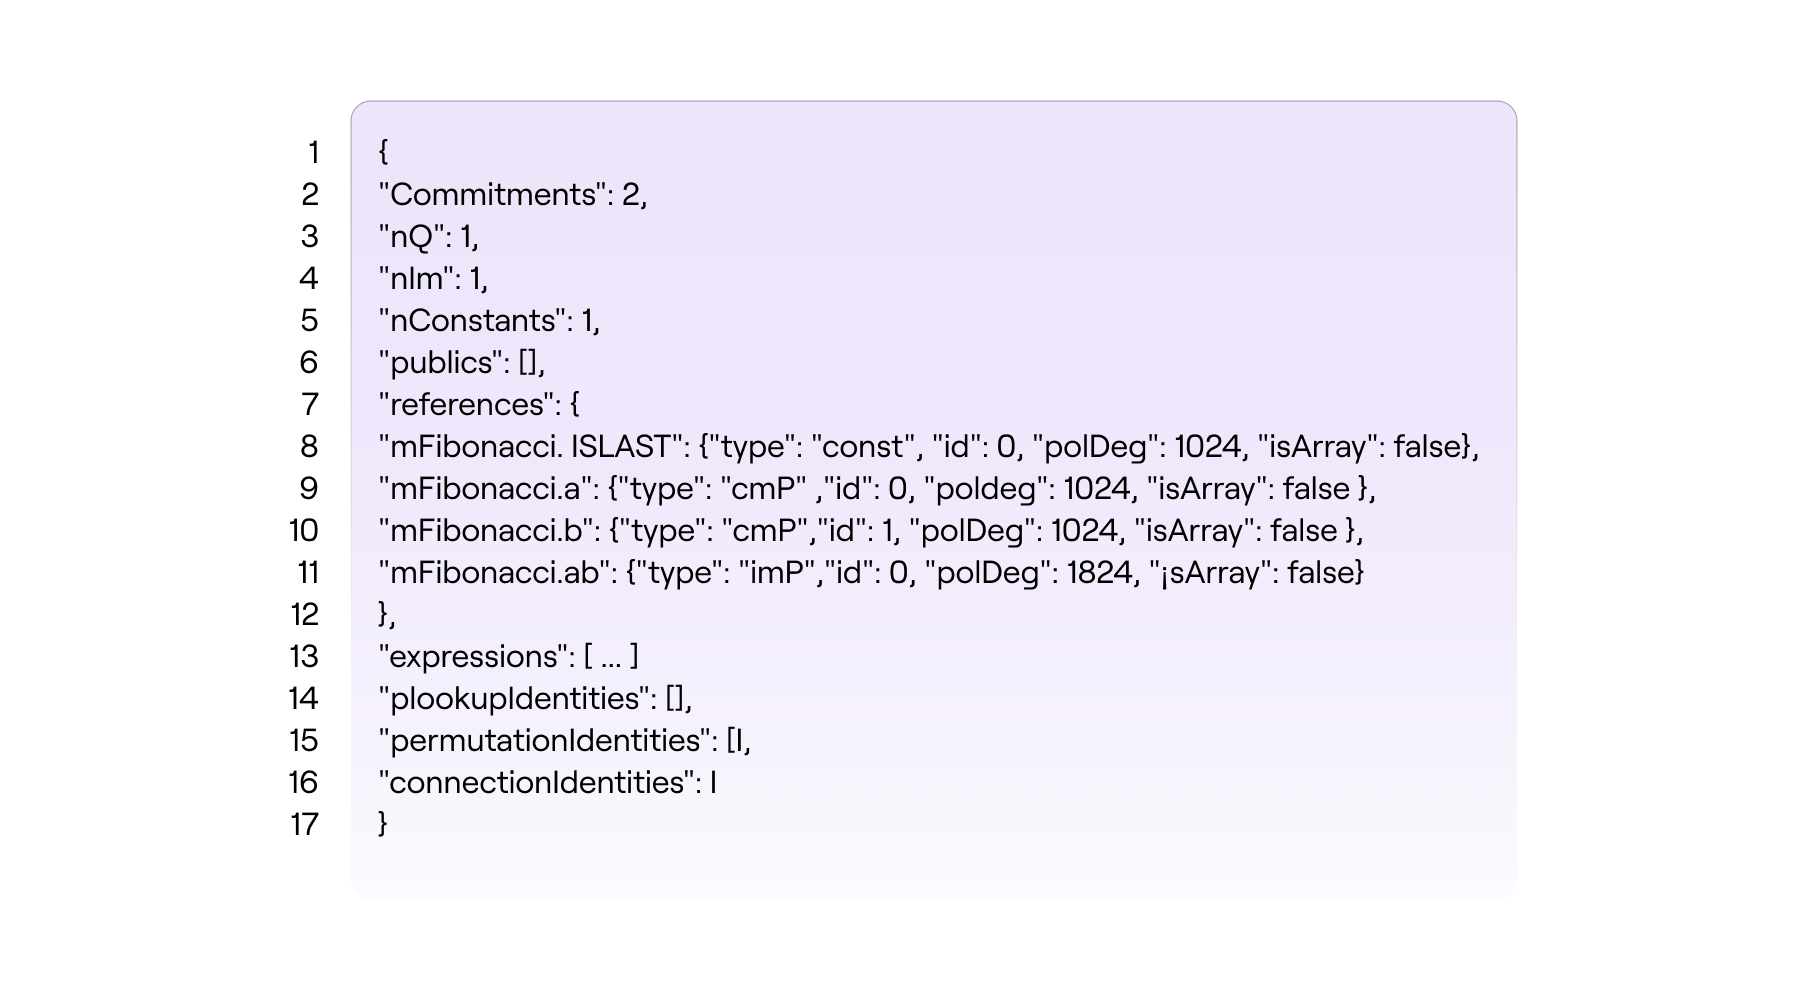 1 {
2 "Commitments": 2,
3 "nQ": 1,
4 "nIm": 1,
5 "nConstants": 1,
6 "publics": [],
7 "references": {
8 "mFibonacci. ISLAST": {"type": "const", "id": 0, "polDeg": 1024, "isArray": false},
9 "mFibonacci.a": {"type": "cmP" ,"id": 0, "poldeg": 1024, "isArray": false },
10 "mFibonacci.b": {"type": "cmP","id": 1, "polDeg": 1024, "isArray": false },
11 "mFibonacci.ab": {"type": "imP","id": 0, "polDeg": 1824, "¡sArray": false}
12 },
13 "expressions": [ ... ]
14 "plookupIdentities": [],
15 "permutationIdentities": [I,
16 "connectionIdentities": I
17 }